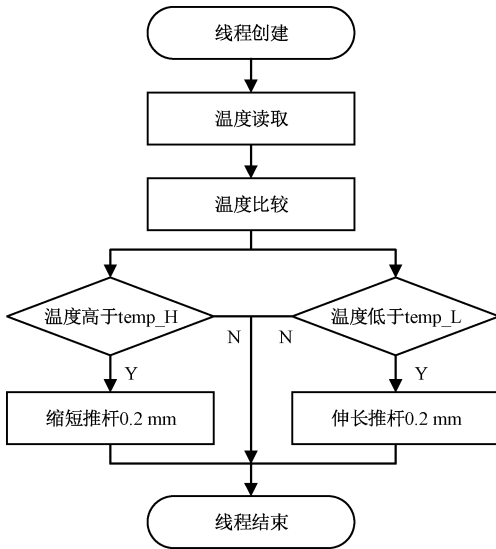 线程创建
温度读取
温度比较
温度高于temp_H
温度低于temp_L
N
N
Y
Y
缩短推杆0.2 mm
伸长推杆0.2 mm
线程结束